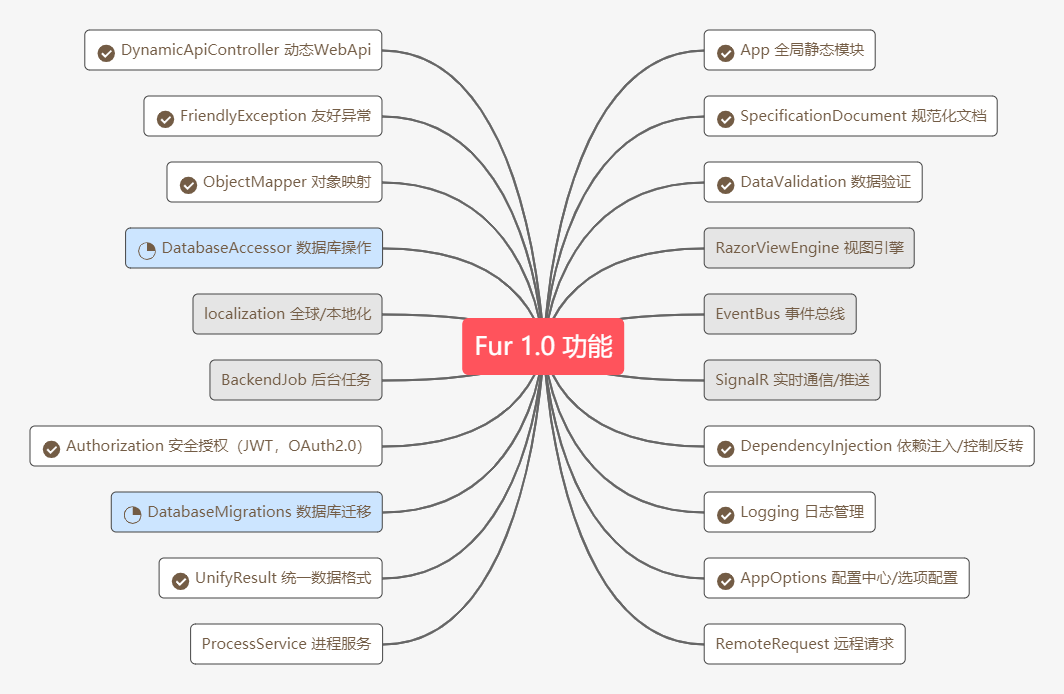 DynamicApiController 动态WebApi
FriendlyException 友好异常
ObjectMapper 对象映射
DatabaseAccessor 数据库操作
localization 全球/本地化
BackendJob 后台任务
Authorization 安全授权（JWT，OAuth2.0）
DatabaseMigrations 数据库迁移
UnifyResult 统一数据格式
ProcessService 进程服务
Fur 1.0 功能
App 全局静态模块
SpecificationDocument 规范化文档
DataValidation 数据验证
RazorViewEngine 视图引擎
EventBus 事件总线
SignalR 实时通信/推送
DependencyInjection 依赖注入/控制反转
Logging 日志管理
AppOptions 配置中心/选项配置
RemoteRequest 远程请求